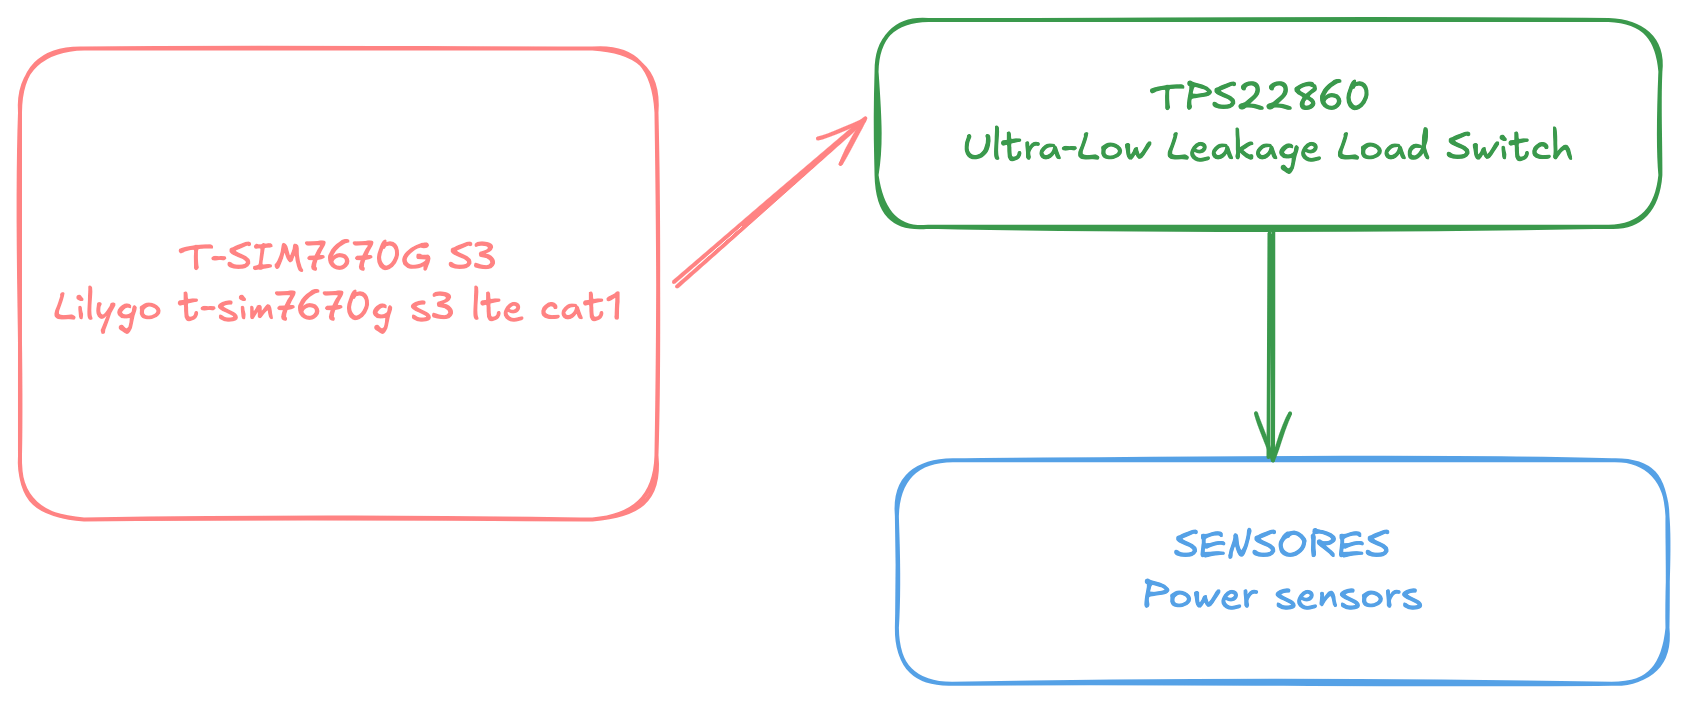 T-SIM7670G S3
Lilygo t-sim7670g s3 lte cat1
TPS22860
Ultra-Low Leakage Load Switch
SENSORES
Power sensors